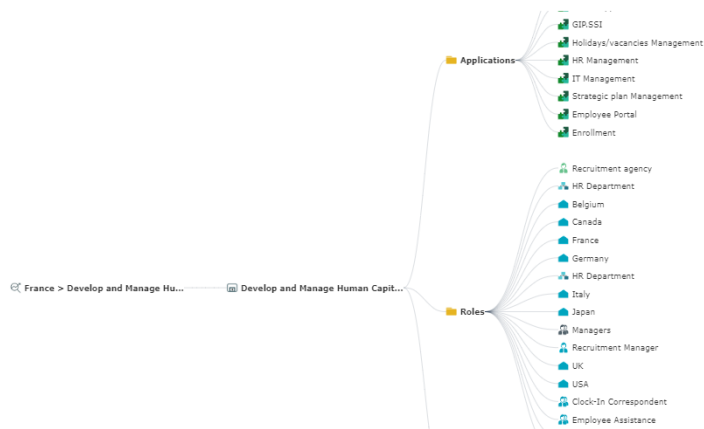 GIP.SSI
Holidays/vacancies Management
Applications
HR Management
IT Management
Strategic plan Management
Employee Portal
Enrollment
Recruitment agency
HR Department
Belgium
Canada
France
Germany
HR Department
France > Develop and Manage Hu...
Develop and Manage Human Capit...
Italy
Roles
Japan
Managers
Recruitment Manager
UK
USA
Clock-In Correspondent
Employee Assistance